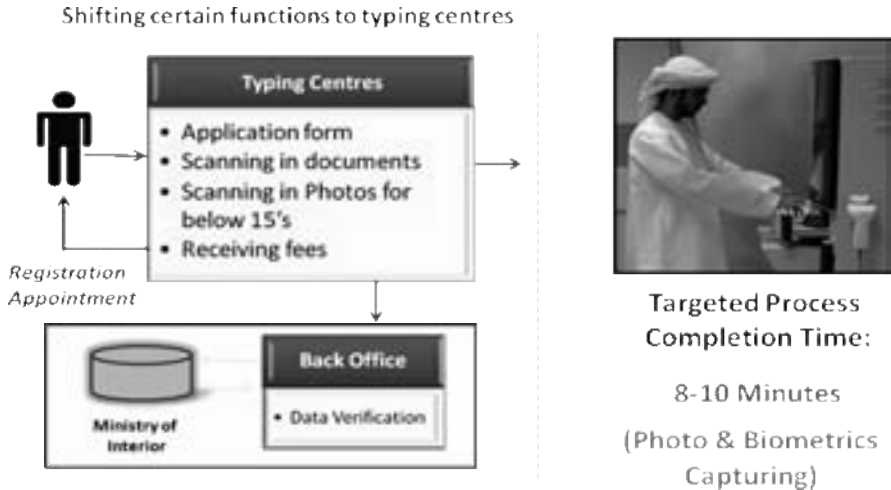 Shifting certain functions to typing centres
Typing Centres
• Application form
• Scanning in documents
• Scanning in Photos for
below 15's
• Receiving fees
Registration
Appointment
Back Office
• Data Verification
Ministry of
Interior
Targeted Process
Completion Time:
8-10 Minutes
(Photo & Biometrics
Capturing)